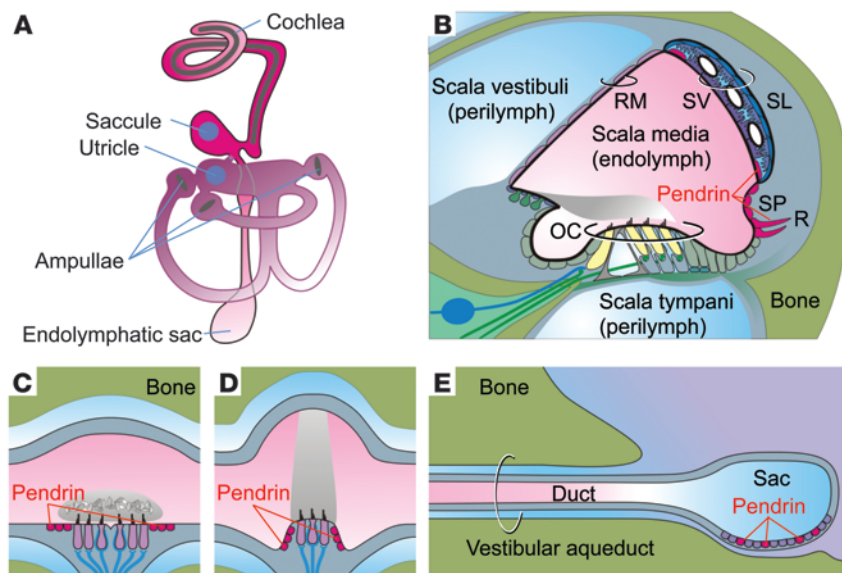 A
Cochlea
Saccule
Utricle
Ampullae
Endolymphatic sac
B
Scala vestibuli
(perilymph)
RM
SV
SL
Scala media
(endolymph)
Pendrin
SP
R
OC
Scala tympani
(perilymph)
Bone
C
Bone
Pendrin
D
Pendrin
E
Bone
Duct
Sac
Pendrin
Vestibular aqueduct